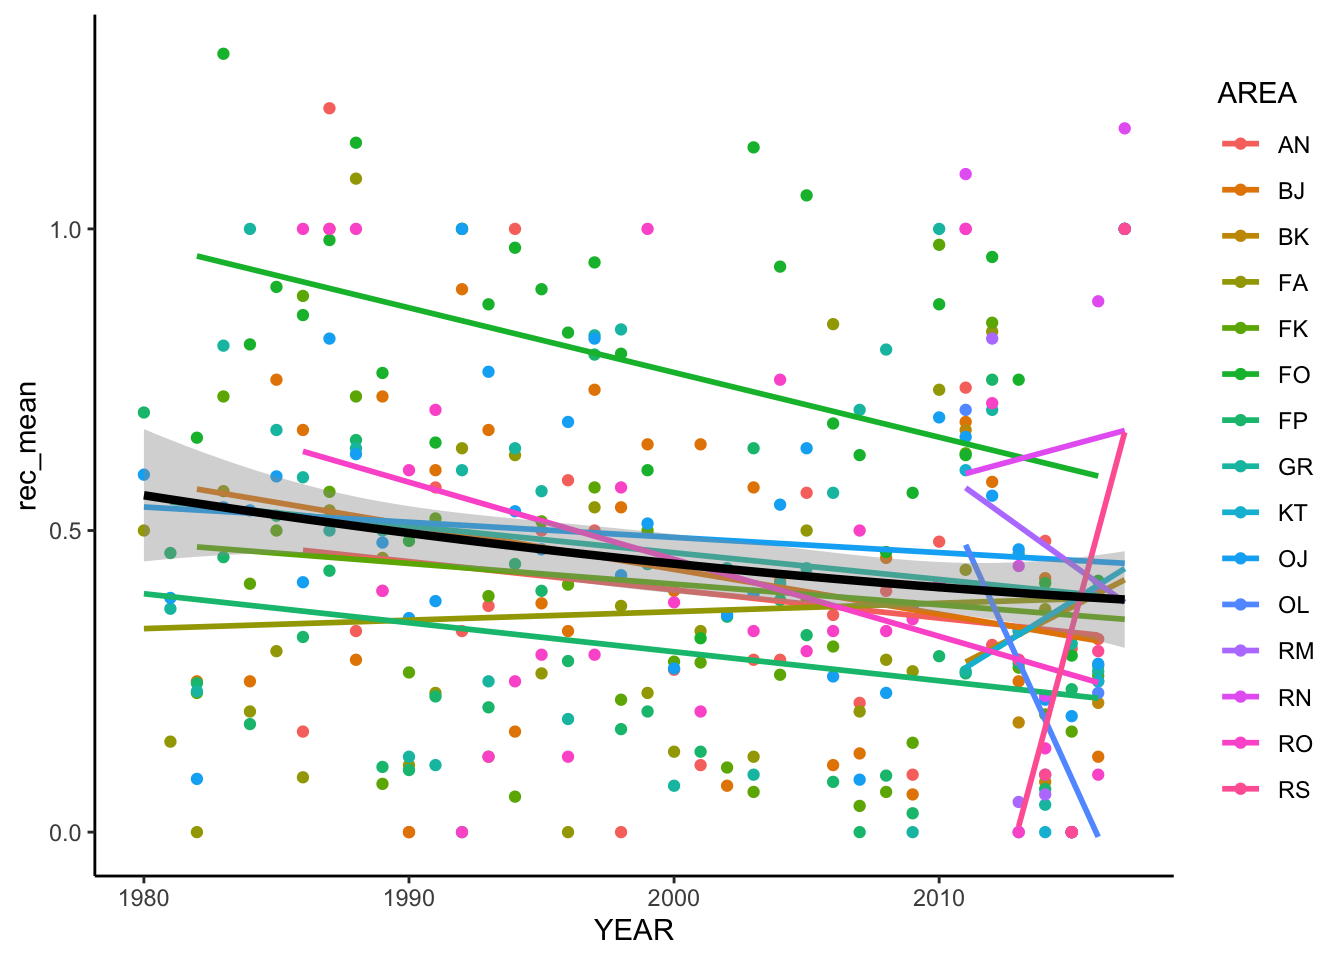 AREA
AN
BJ
BK
FA
FK
FO
FP
GR
KT
OJ
OL
RM
RN
RO
RS
1.0
0.5
0.0
rec_mean
1980 1990 2000 2010
YEAR